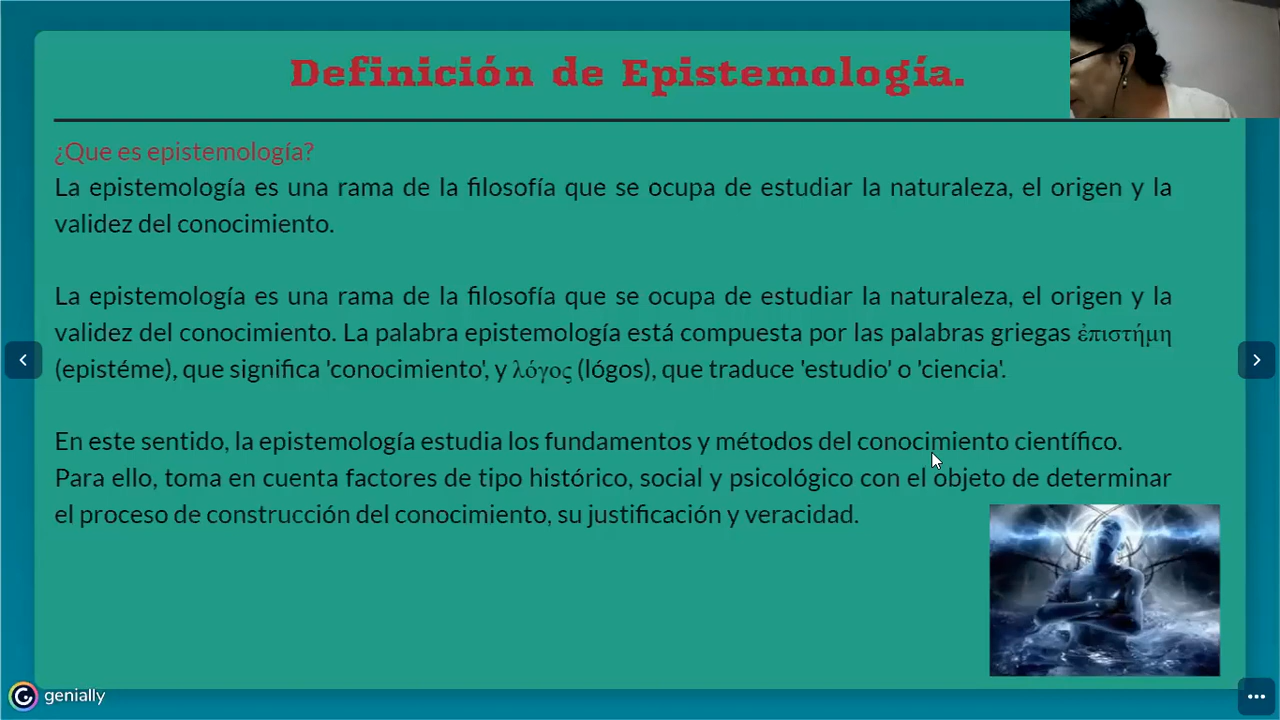 Definición de Epistemología.
¿Que es epistemología?
La epistemología es una rama de la filosofía que se ocupa de estudiar la naturaleza, el origen y la
validez del conocimiento.
La epistemología es una rama de la filosofía que se ocupa de estudiar la naturaleza, el origen y la
validez del conocimiento. La palabra epistemología está compuesta por las palabras griegas ἐπιστήμη
(epistéme), que significa 'conocimiento', y λόγος (lógos), que traduce 'estudio' o 'ciencia'.
En este sentido, la epistemología estudia los fundamentos y métodos del conocimiento científico.
Para ello, toma en cuenta factores de tipo histórico, social y psicológico con el objeto de determinar
el proceso de construcción del conocimiento, su justificación y veracidad.
genially